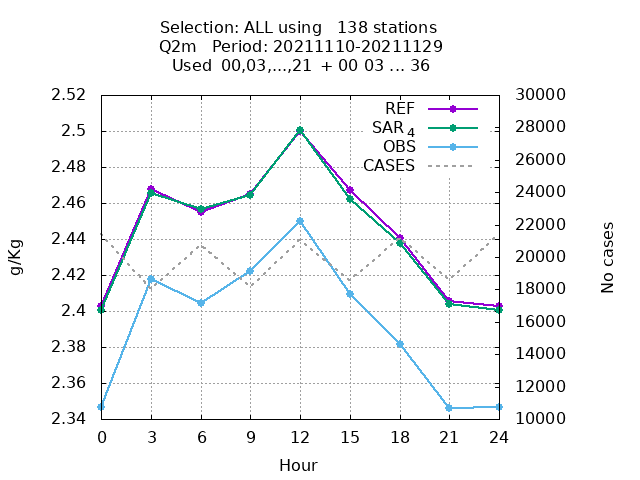 Selection: ALL using   138 stations
Q2m   Period: 20211110-20211129
Used  00,03,...,21  + 00 03 ... 36
2.52 30000
REF
2.5 28000
SAR 4
OBS
2.48 26000
CASES
2.46 24000
2.44 22000
g/Kg
No cases
20000
2.42
18000
2.4
16000
2.38 14000
2.36 12000
2.34 10000
0 3 6 9 12 15 18 21 24
Hour